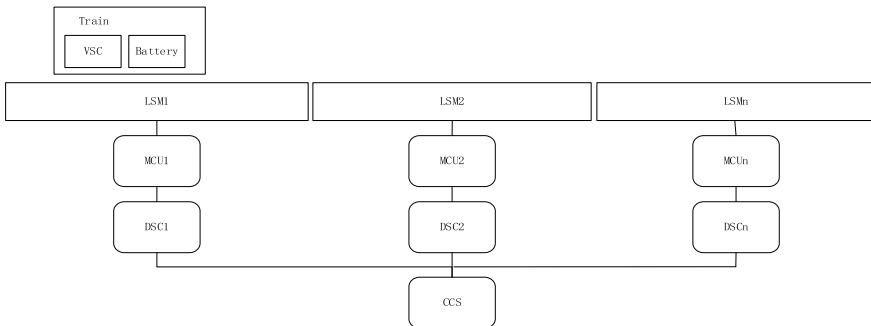 Train
VSC Battery
LSM1 LSM2 LSMn
MCU1 MCU2 MCUn
DSC1 DSC2 DSCn
CCS